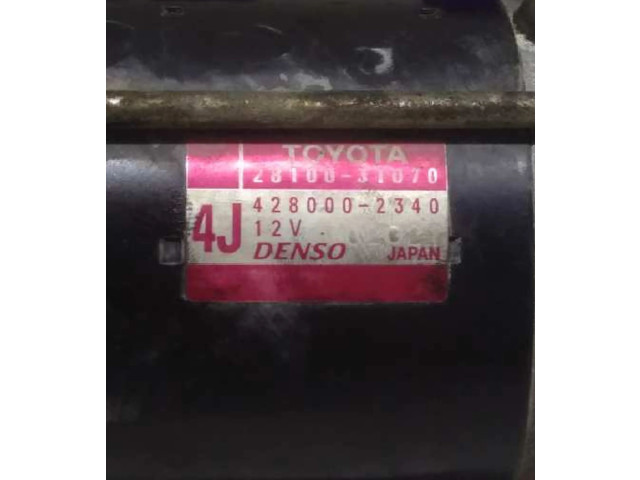 TOYOTA
28100-31070
428000-2340
4J
12V
DENSO JAPAN